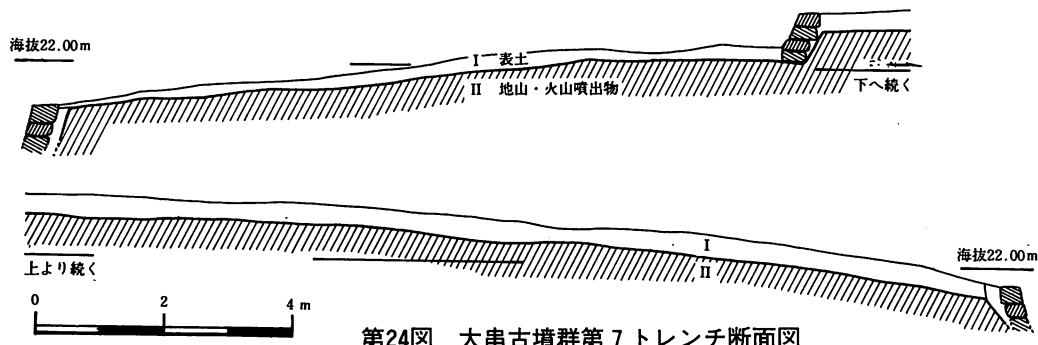 海抜22.00m
I 表土
II 地山・火山噴出物
下へ続く
I
II
海抜22.00m
上より続く
0 2 4 m
第24図 大串古墳群第7トレンチ断面図